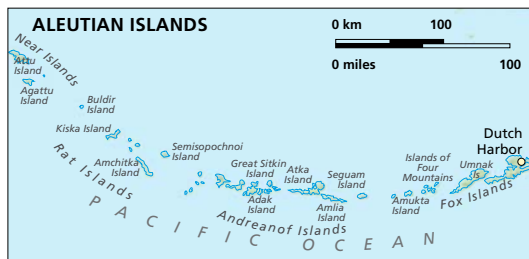 ALEUTIAN ISLANDS
0 km 100
0 miles 100
Near Islands
Attu
Island
Agattu
Island
Buldir
Island
Kiska Island
Rat Islands
Amchitka
Island
Semisopochnoi
Island
Great Sitkin
Island
Adak
Island
Atka
Island
Andreanof Islands
Amlia
Island
Seguam
Island
Amukta
Island
Islands of
Four
Mountains
Umnak
Is
Fox Islands
Dutch
Harbor
PACIFIC OCEAN